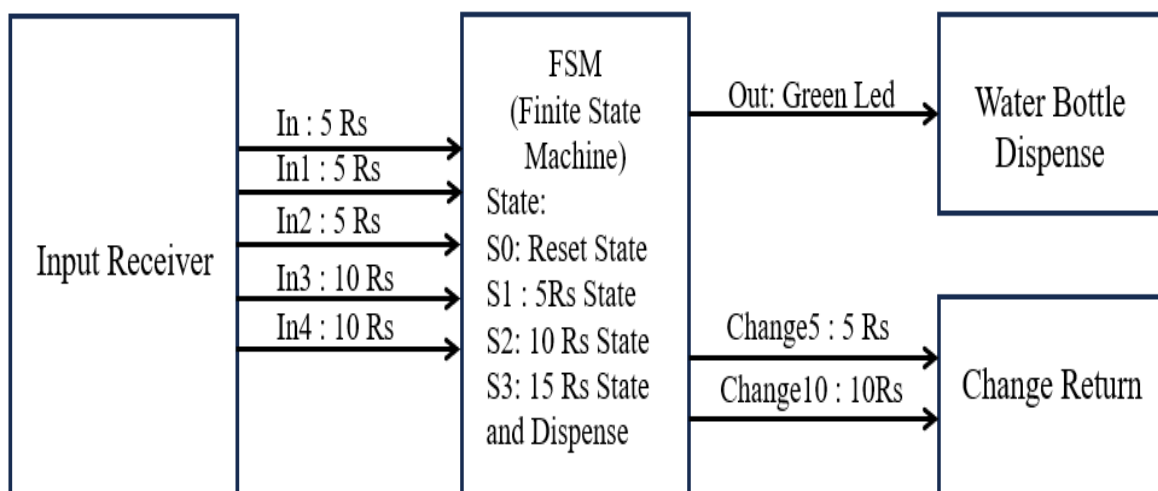 Input Receiver
In : 5 Rs
In1 : 5 Rs
In2 : 5 Rs
In3 : 10 Rs
In4 : 10 Rs
FSM
(Finite State
Machine)
State:
S0: Reset State
S1 : 5Rs State
S2: 10 Rs State
S3: 15 Rs State
and Dispense
Out: Green Led
Water Bottle
Dispense
Change5 : 5 Rs
Change10 : 10Rs
Change Return